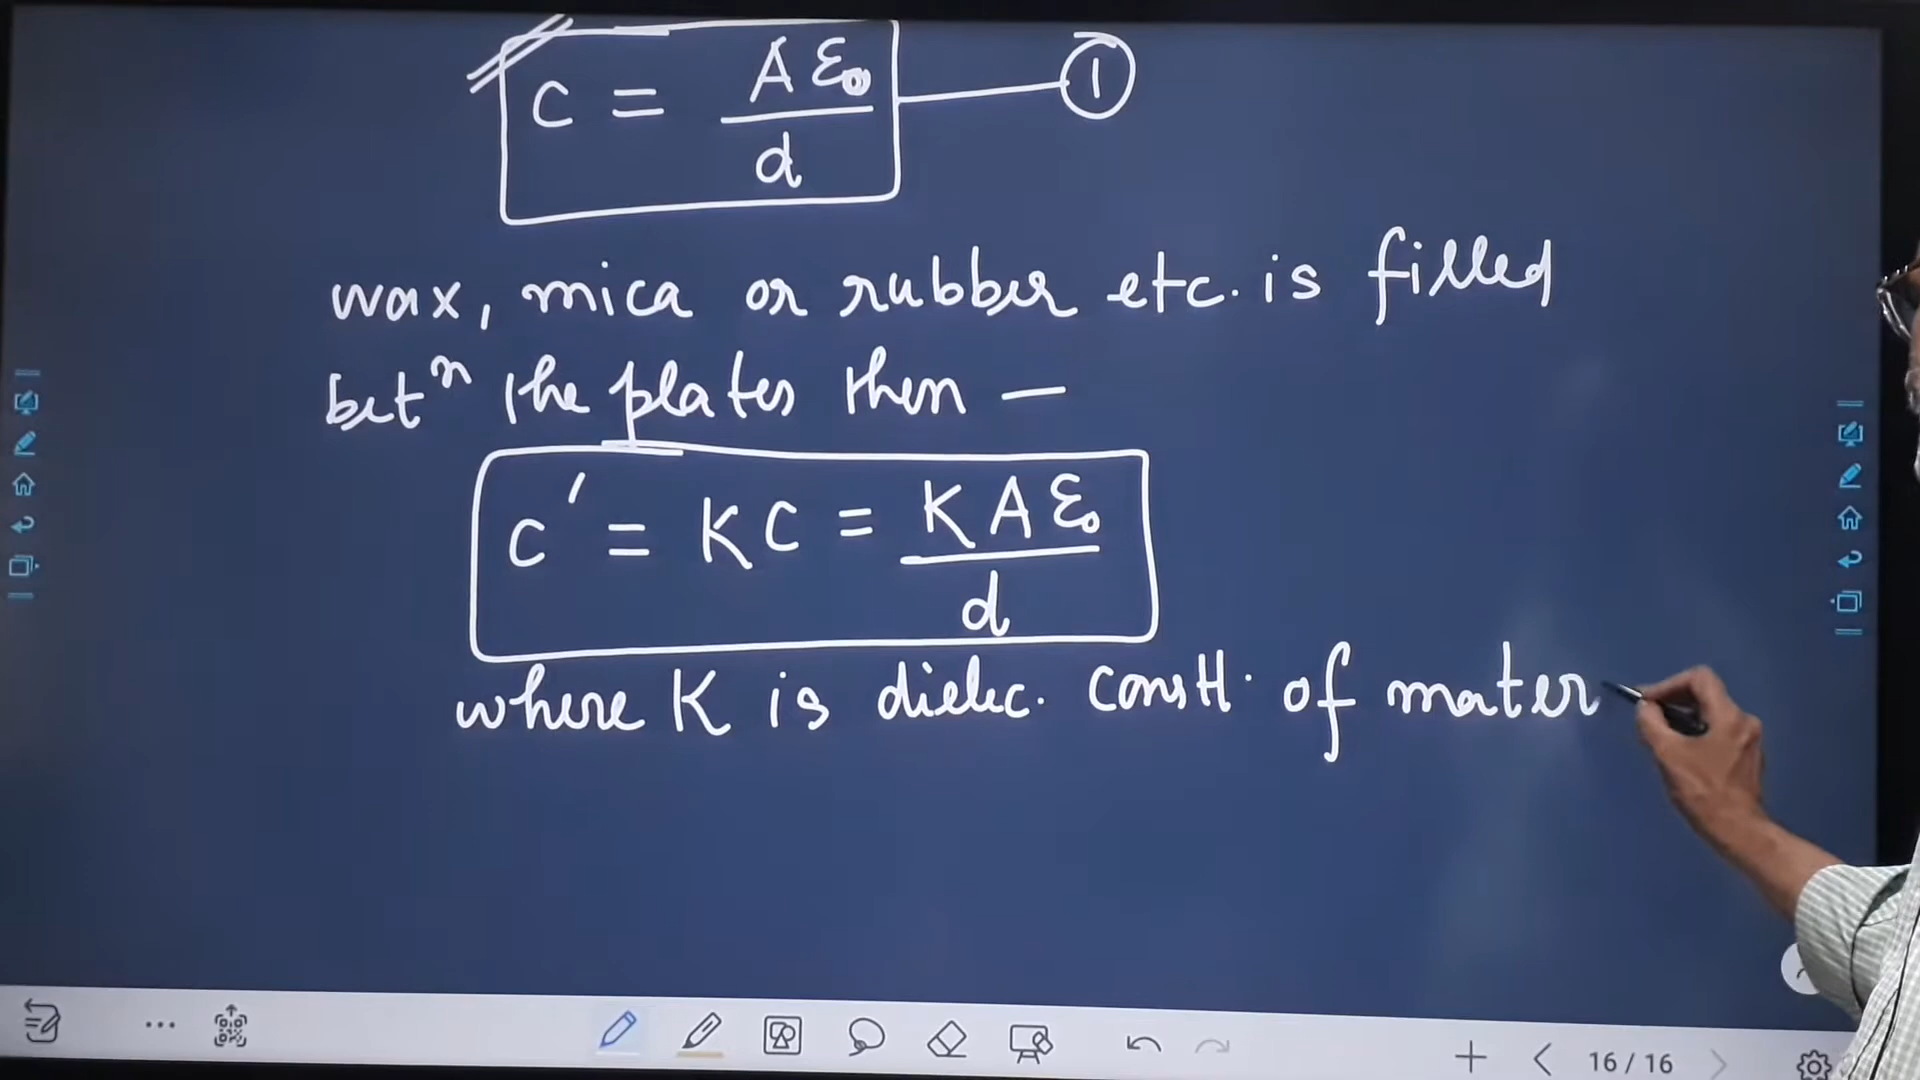 C = Aε₀/d ——— ①
wax, mica or rubber etc. is filled
betⁿ the plates then —
C' = KC = KAε₀/d
where K is dielec. constt. of mater
16/16